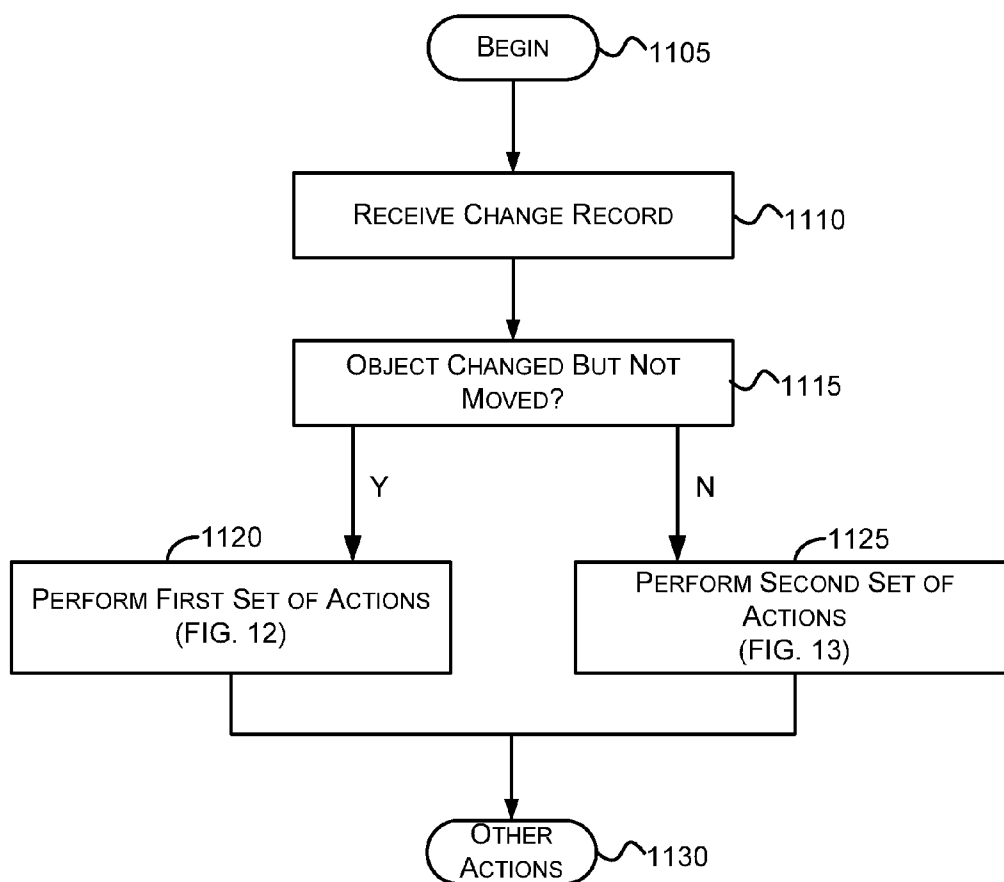 BEGIN
1105
RECEIVE CHANGE RECORD
1110
OBJECT CHANGED BUT NOT
MOVED?
1115
Y
N
1120
1125
PERFORM FIRST SET OF ACTIONS
(FIG. 12)
PERFORM SECOND SET OF
ACTIONS
(FIG. 13)
OTHER
ACTIONS
1130